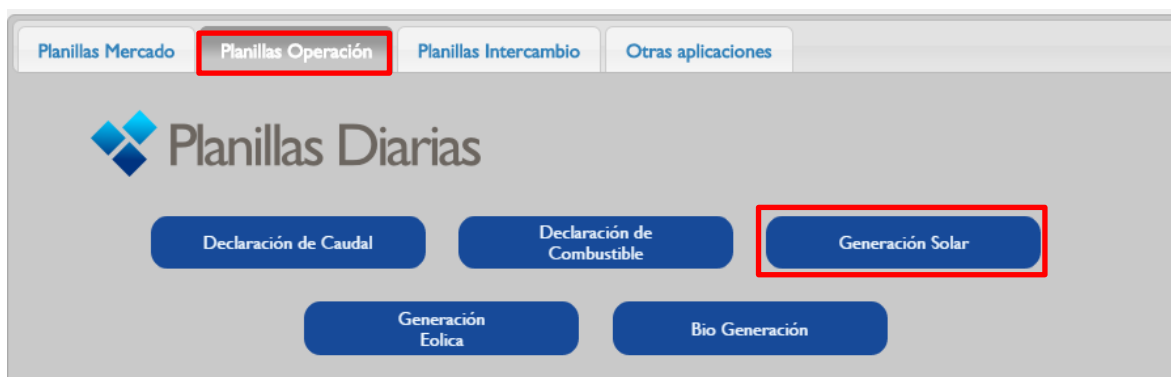 Planillas Mercado Planillas Operación Planillas Intercambio Otras aplicaciones
Planillas Diarias
Declaración de Caudal Declaración de Combustible Generación Solar
Generación Eolica Bio Generación